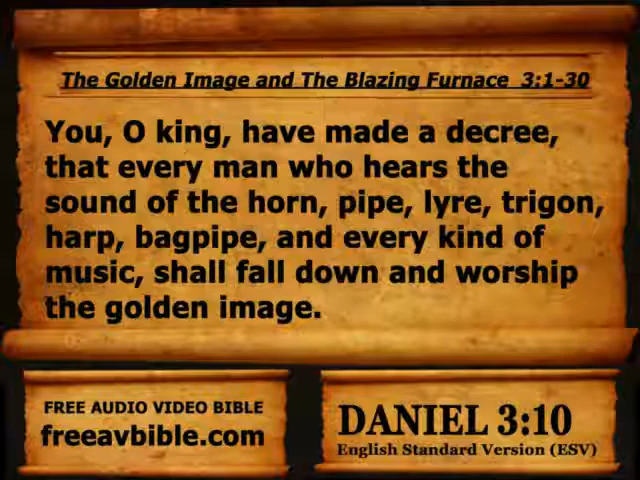 The Golden Image and The Blazing Furnace 3:1-30
You, O king, have made a decree,
that every man who hears the
sound of the horn, pipe, lyre, trigon,
harp, bagpipe, and every kind of
music, shall fall down and worship
the golden image.
FREE AUDIO VIDEO BIBLE
freeavbible.com
DANIEL 3:10
English Standard Version (ESV)